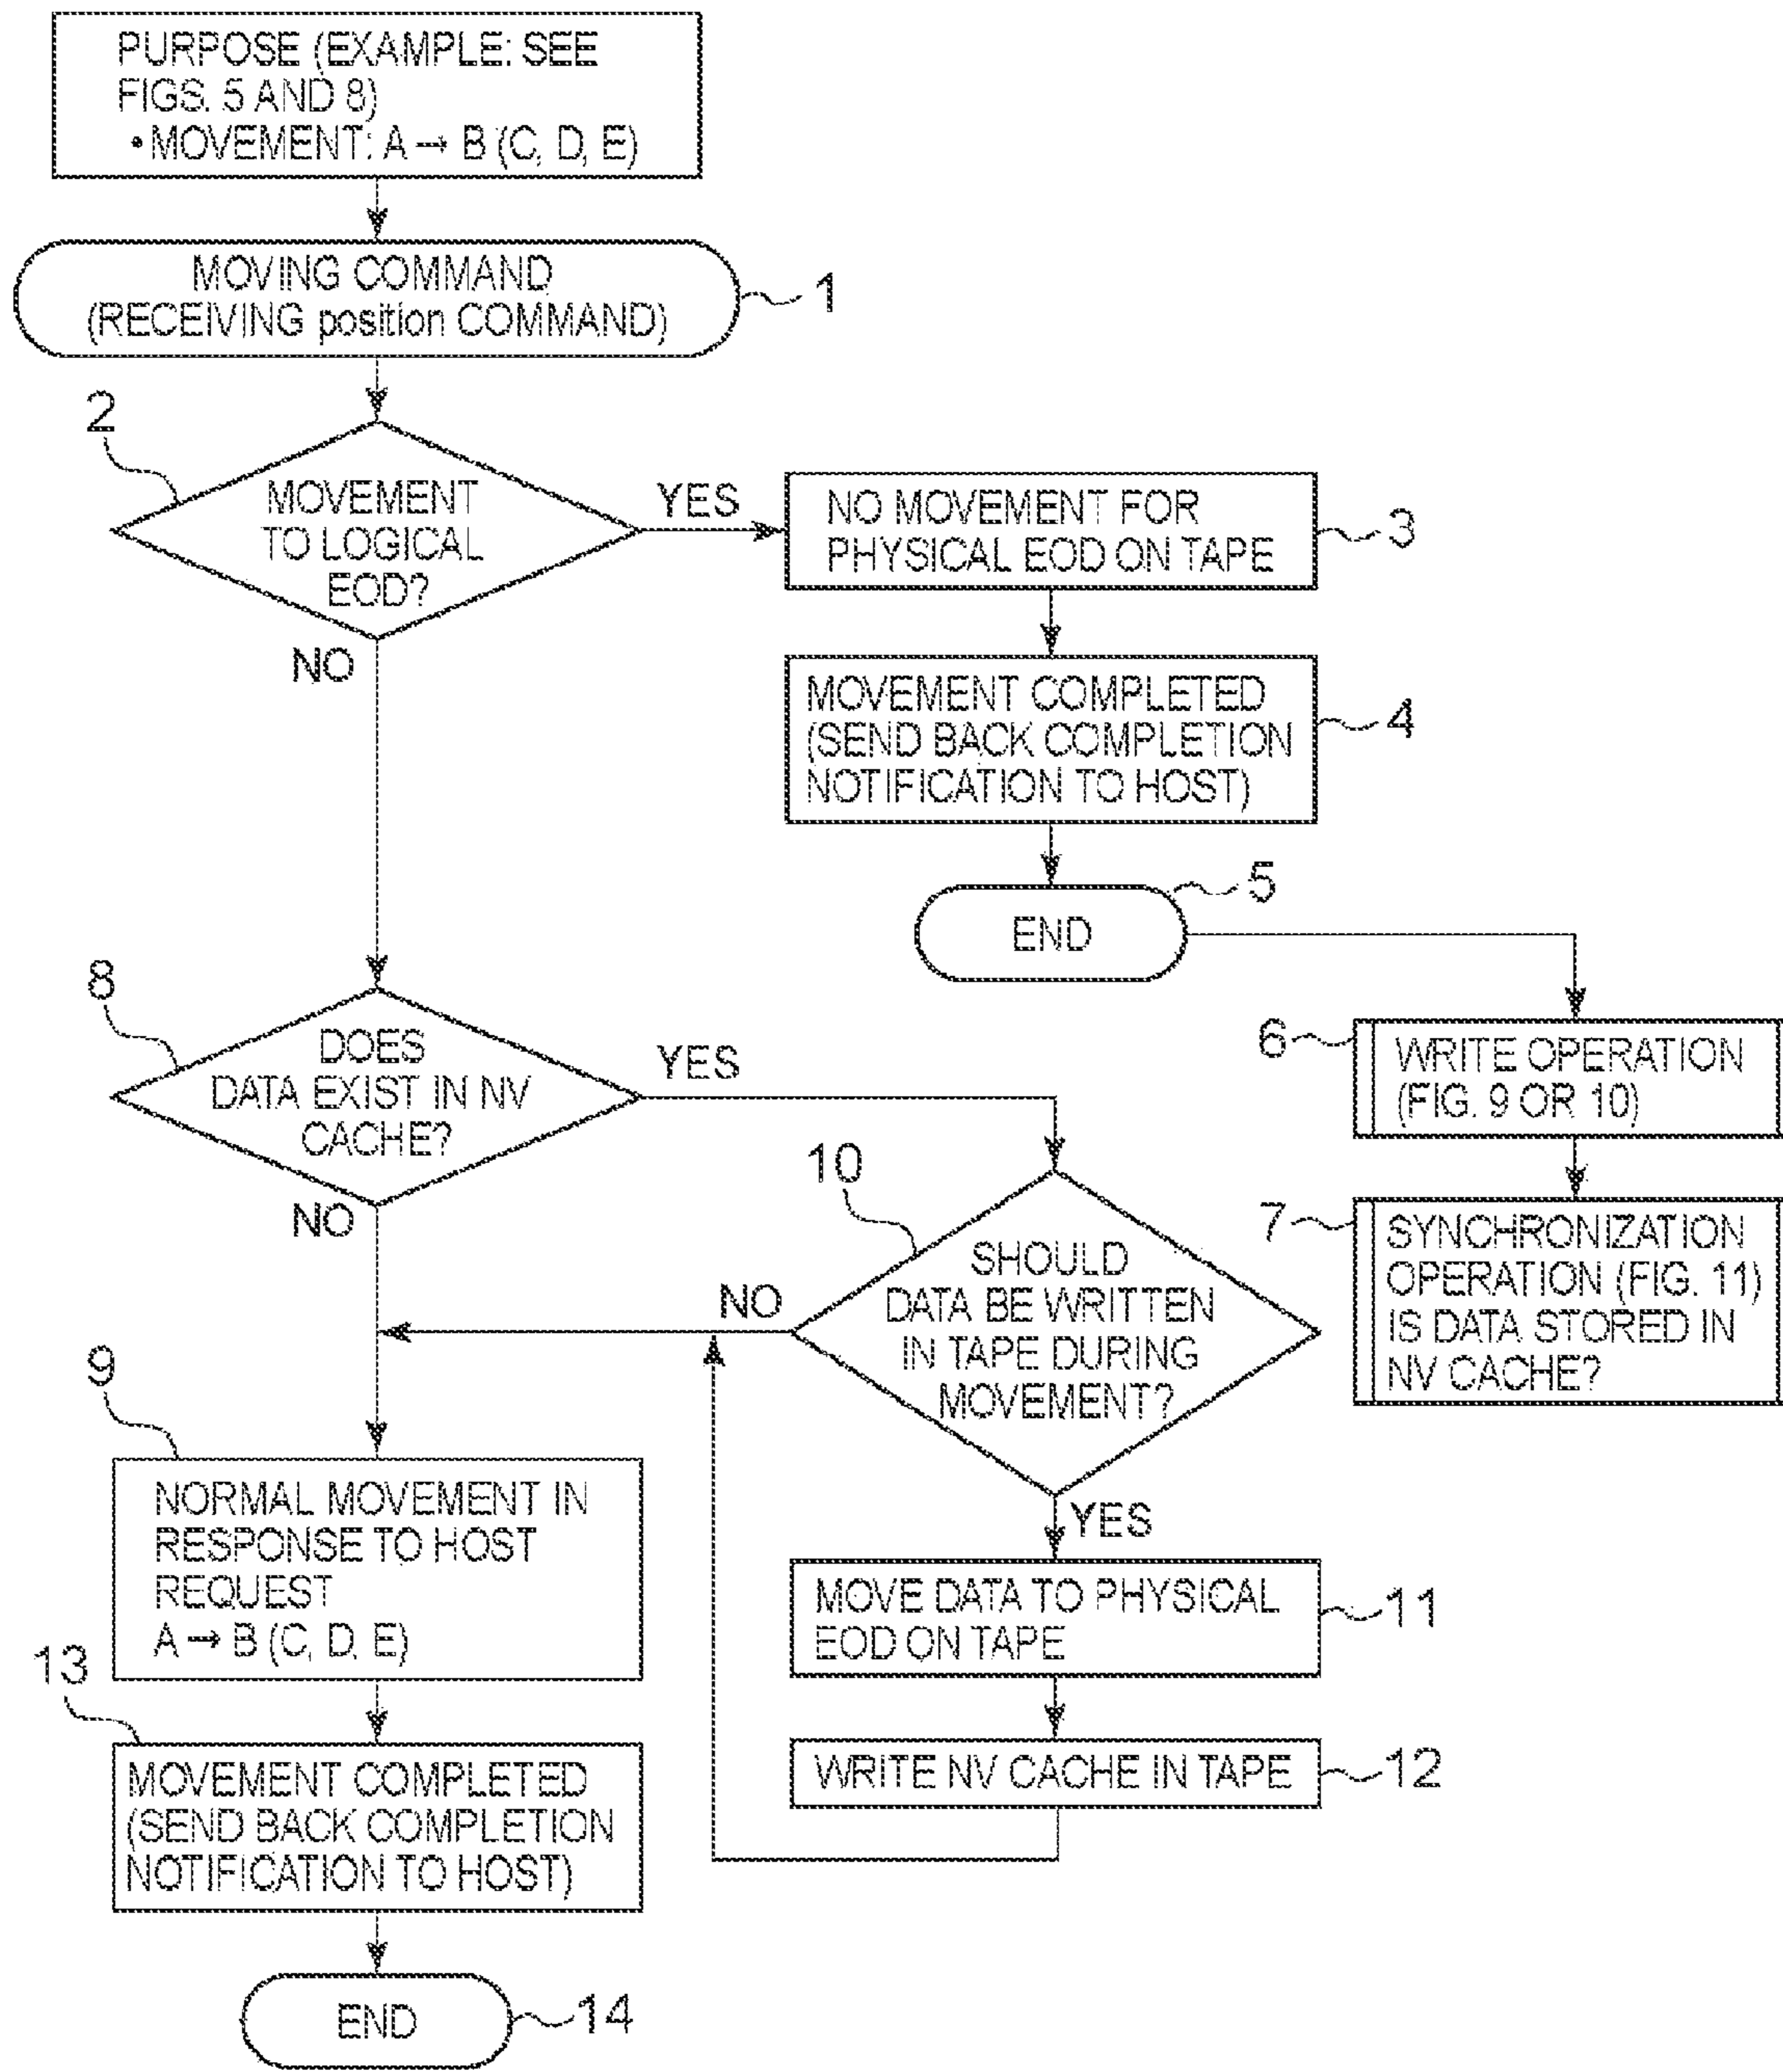 PURPOSE (EXAMPLE: SEE
FIGS. 5 AND 8)
• MOVEMENT: A → B (C, D, E)
MOVING COMMAND
(RECEIVING position COMMAND)
1
2
MOVEMENT
TO LOGICAL
EOD?
YES
NO
NO MOVEMENT FOR
PHYSICAL EOD ON TAPE
3
MOVEMENT COMPLETED
(SEND BACK COMPLETION
NOTIFICATION TO HOST)
4
5
END
6
WRITE OPERATION
(FIG. 9 OR 10)
7
SYNCHRONIZATION
OPERATION (FIG. 11)
IS DATA STORED IN
NV CACHE?
8
DOES
DATA EXIST IN NV
CACHE?
YES
NO
10
SHOULD
DATA BE WRITTEN
IN TAPE DURING
MOVEMENT?
NO
YES
9
NORMAL MOVEMENT IN
RESPONSE TO HOST
REQUEST
A → B (C, D, E)
MOVE DATA TO PHYSICAL
EOD ON TAPE
11
WRITE NV CACHE IN TAPE
12
13
MOVEMENT COMPLETED
(SEND BACK COMPLETION
NOTIFICATION TO HOST)
END
14